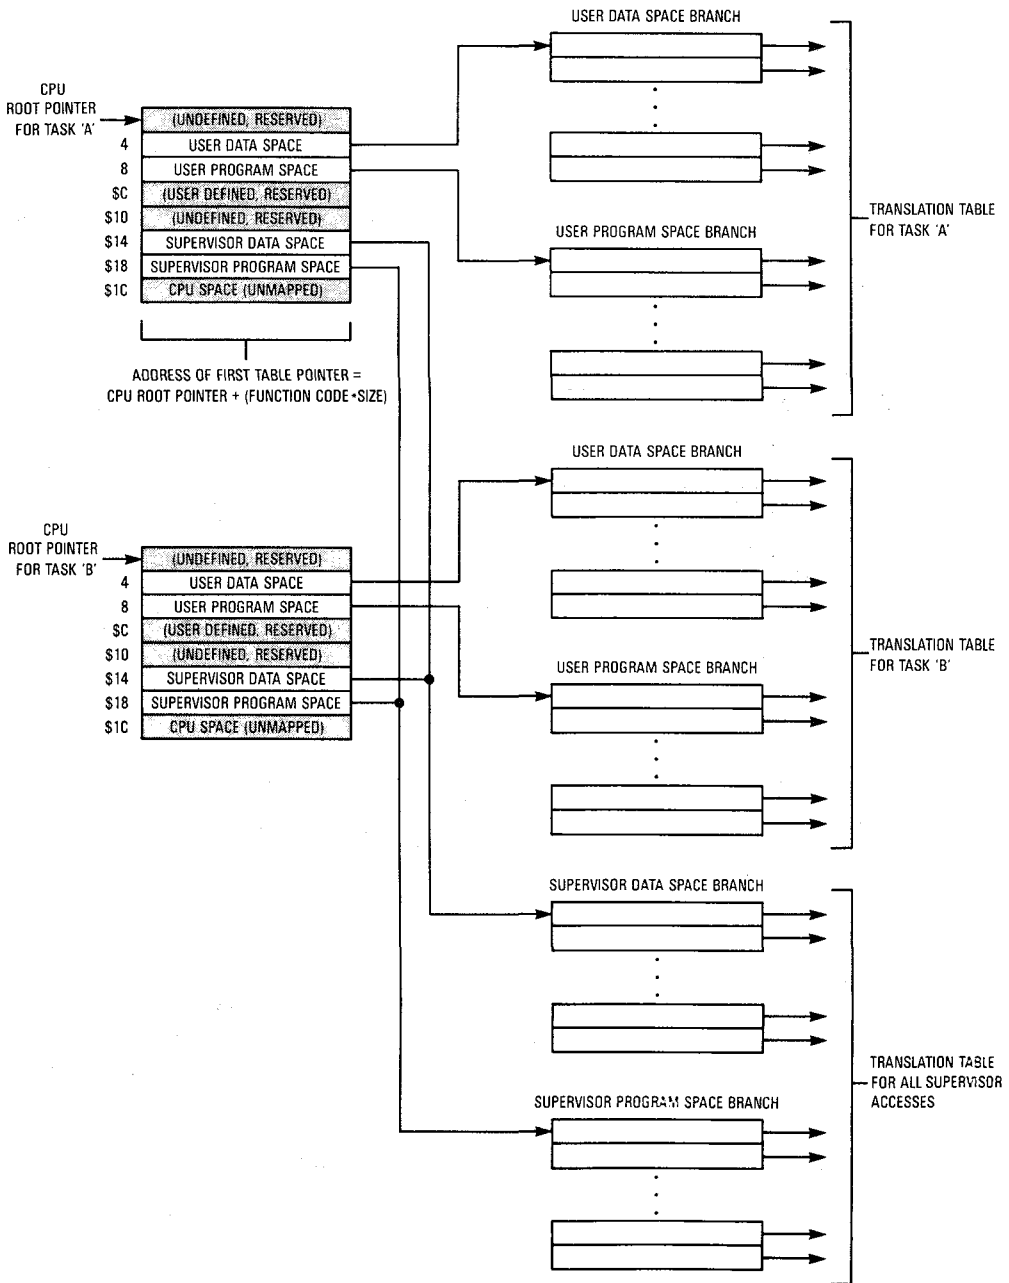 USER DATA SPACE BRANCH
CPU
ROOT POINTER
FOR TASK 'A'
(UNDEFINED, RESERVED)
4 USER DATA SPACE
8 USER PROGRAM SPACE
$C (USER DEFINED, RESERVED)
$10 (UNDEFINED, RESERVED)
$14 SUPERVISOR DATA SPACE
$18 SUPERVISOR PROGRAM SPACE
$1C CPU SPACE (UNMAPPED)
ADDRESS OF FIRST TABLE POINTER =
CPU ROOT POINTER + (FUNCTION CODE*SIZE)
USER PROGRAM SPACE BRANCH
TRANSLATION TABLE
FOR TASK 'A'
USER DATA SPACE BRANCH
CPU
ROOT POINTER
FOR TASK 'B'
(UNDEFINED, RESERVED)
4 USER DATA SPACE
8 USER PROGRAM SPACE
$C (USER DEFINED, RESERVED)
$10 (UNDEFINED, RESERVED)
$14 SUPERVISOR DATA SPACE
$18 SUPERVISOR PROGRAM SPACE
$1C CPU SPACE (UNMAPPED)
USER PROGRAM SPACE BRANCH
TRANSLATION TABLE
FOR TASK 'B'
SUPERVISOR DATA SPACE BRANCH
SUPERVISOR PROGRAM SPACE BRANCH
TRANSLATION TABLE
FOR ALL SUPERVISOR
ACCESSES